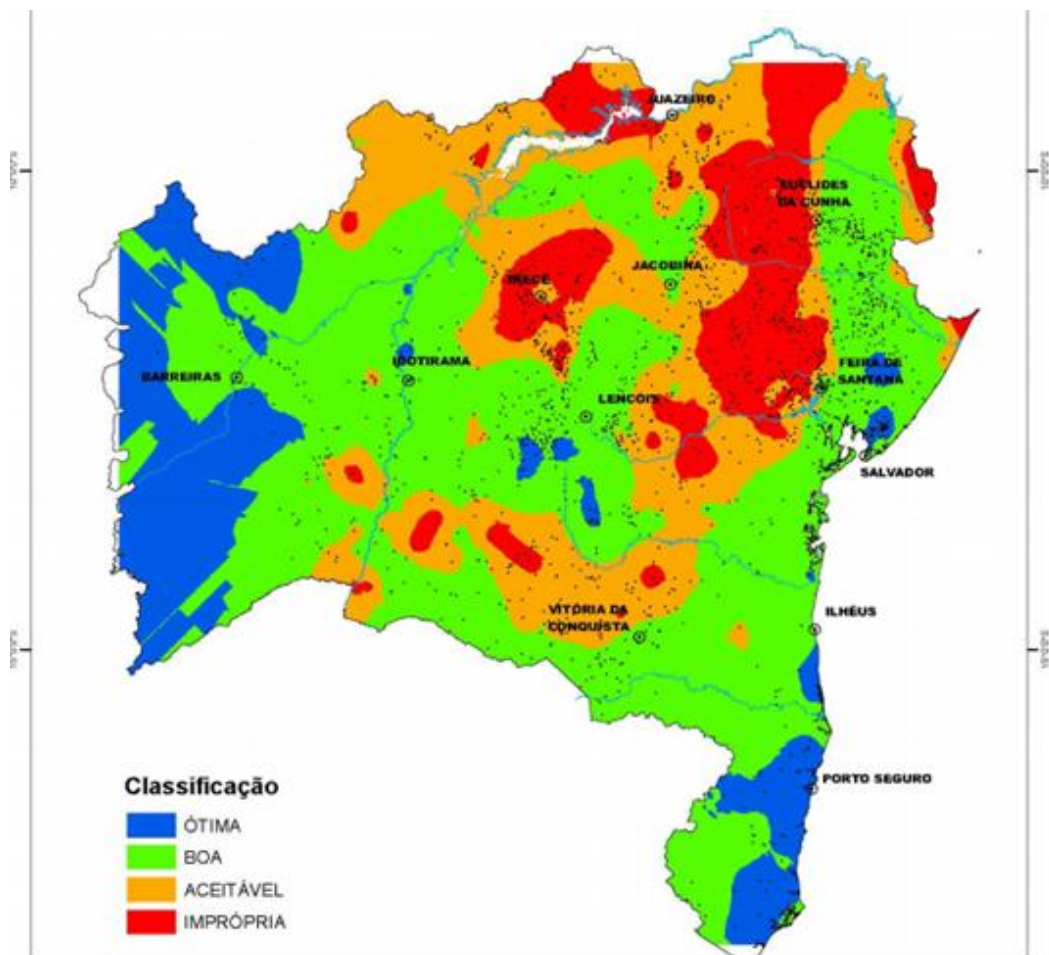 JUAZEIRO
EUCLIDES
DA CUNHA
JACOBINA
IRECÊ
IBOTIRAMA
BARREIRAS
FEIRA DE
SANTANA
LENCOIS
SALVADOR
VITÓRIA DA
CONQUISTA
ILHÉUS
PORTO SEGURO
Classificação
ÓTIMA
BOA
ACEITÁVEL
IMPRÓPRIA